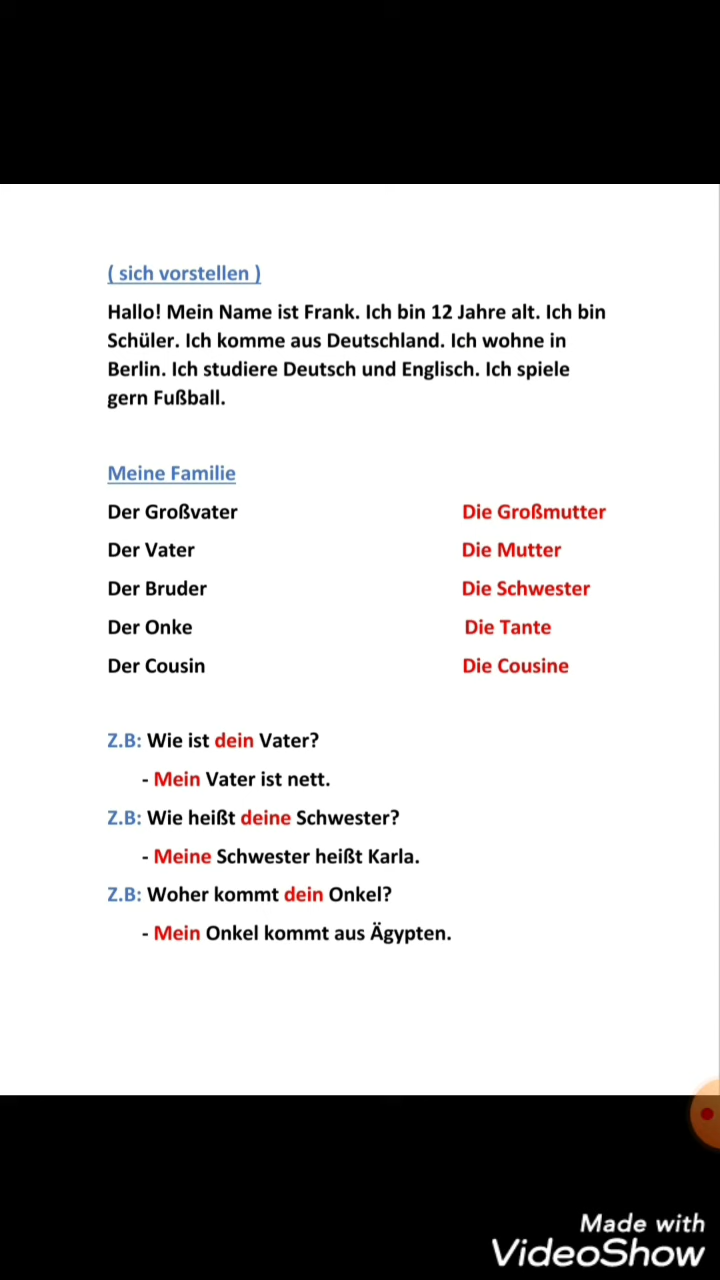 ( sich vorstellen )
Hallo! Mein Name ist Frank. Ich bin 12 Jahre alt. Ich bin
Schüler. Ich komme aus Deutschland. Ich wohne in
Berlin. Ich studiere Deutsch und Englisch. Ich spiele
gern Fußball.
Meine Familie
Der Großvater Die Großmutter
Der Vater Die Mutter
Der Bruder Die Schwester
Der Onke Die Tante
Der Cousin Die Cousine
Z.B: Wie ist dein Vater?
- Mein Vater ist nett.
Z.B: Wie heißt deine Schwester?
- Meine Schwester heißt Karla.
Z.B: Woher kommt dein Onkel?
- Mein Onkel kommt aus Ägypten.
Made with
VideoShow